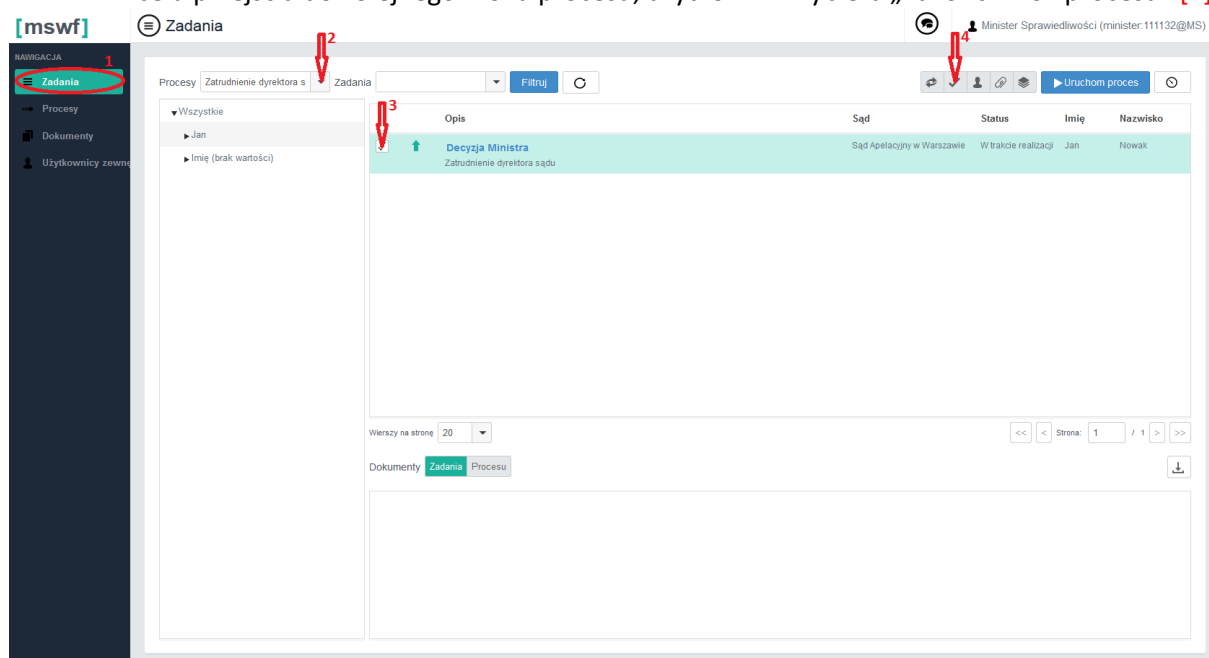 [mswf]
Zadania
2
4
Minister Sprawiedliwości (minister.111132@MS)
NAWIGACJA
1
Zadania
Procesy
Dokumenty
Użytkownicy zewnę
Procesy Zatrudnienie dyrektora s Zadania Filtruj Uruchom proces
Wszystkie
Jan
Imię (brak wartości)
3
Opis Sąd Status Imię Nazwisko
Decyzja Ministra Sąd Apelacyjny w Warszawie W trakcie realizacji Jan Nowak
Zatrudnienie dyrektora sądu
Wierszy na stronę 20 << < Strona: 1 / 1 > >>
Dokumenty Zadania Procesu